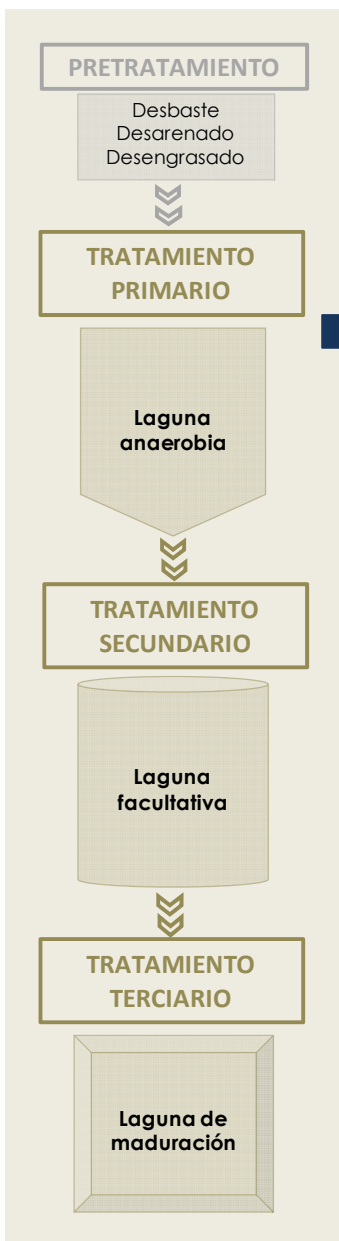 PRETRATAMIENTO
Desbaste
Desarenado
Desengrasado
TRATAMIENTO
PRIMARIO
Laguna
anaerobia
TRATAMIENTO
SECUNDARIO
Laguna
facultativa
TRATAMIENTO
TERCIARIO
Laguna de
maduración